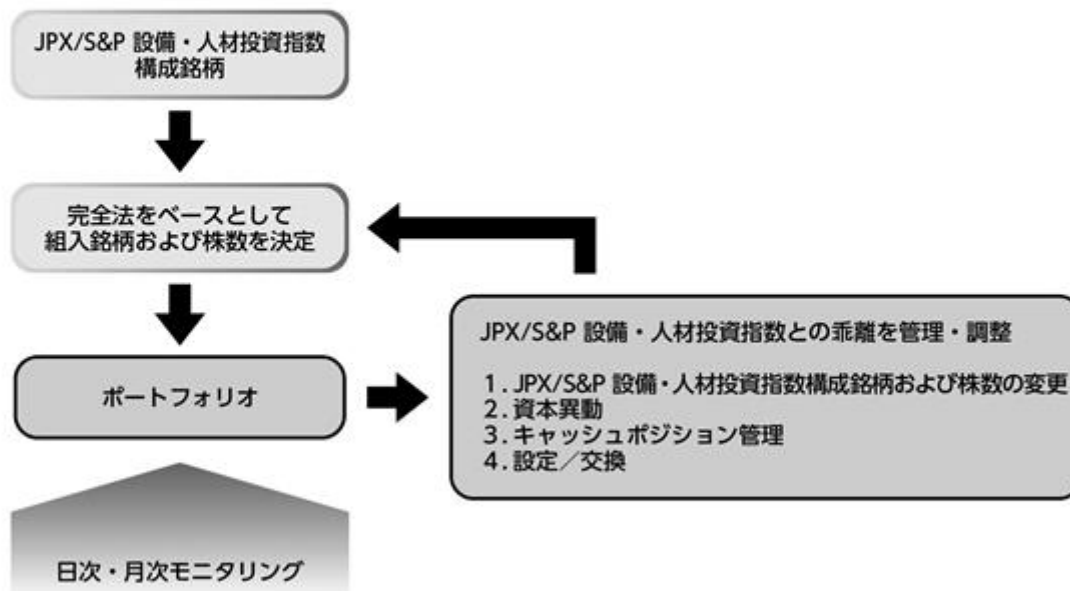 JPX/S&P 設備・人材投資指数
構成銘柄
完全法をベースとして
組入銘柄および株数を決定
ポートフォリオ
JPX/S&P 設備・人材投資指数との乖離を管理・調整
1.JPX/S&P 設備・人材投資指数構成銘柄および株数の変更
2.資本異動
3.キャッシュポジション管理
4.設定／交換
日次・月次モニタリング